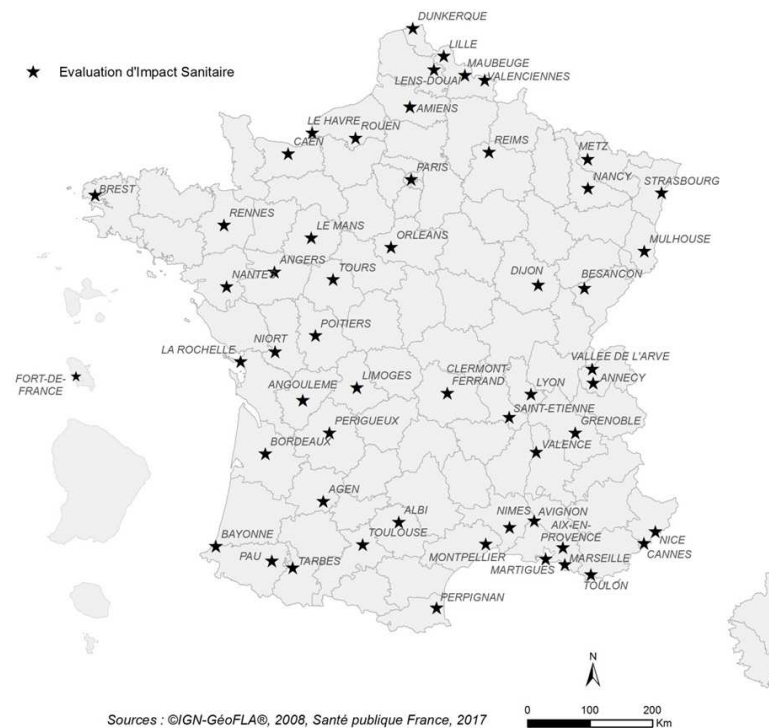 DUNKERQUE
LILLE
★ Evaluation d'Impact Sanitaire
MAUBEUGE
LENS-DOUAI
VALENCIENNES
AMIENS
LE HAVRE
ROUEN
CAEN
REIMS
METZ
PARIS
NANCY
STRASBOURG
BREST
RENNES
LE MANS
ORLEANS
MULHOUSE
ANGERS
NANTES
TOURS
DIJON
BESANCON
POITIERS
NIORT
LA ROCHELLE
VALLEE DE L'ARVE
FORT-DE-
FRANCE
CLERMONT-
FERRAND
LIMOGES
ANNECY
ANGOULEME
LYON
SAINT-ETIENNE
PERIGUEUX
GRENOBLE
BORDEAUX
VALENCE
AGEN
ALBI
NIMES
AVIGNON
AIX-EN-
PROVENCE
NICE
BAYONNE
TOULOUSE
CANNES
PAU
TARBES
MONTPELLIER
MARSEILLE
MARTIGUES
TOULON
PERPIGNAN
N
0 100 200
Km
Sources : ©IGN-GéoFLA®, 2008, Santé publique France, 2017